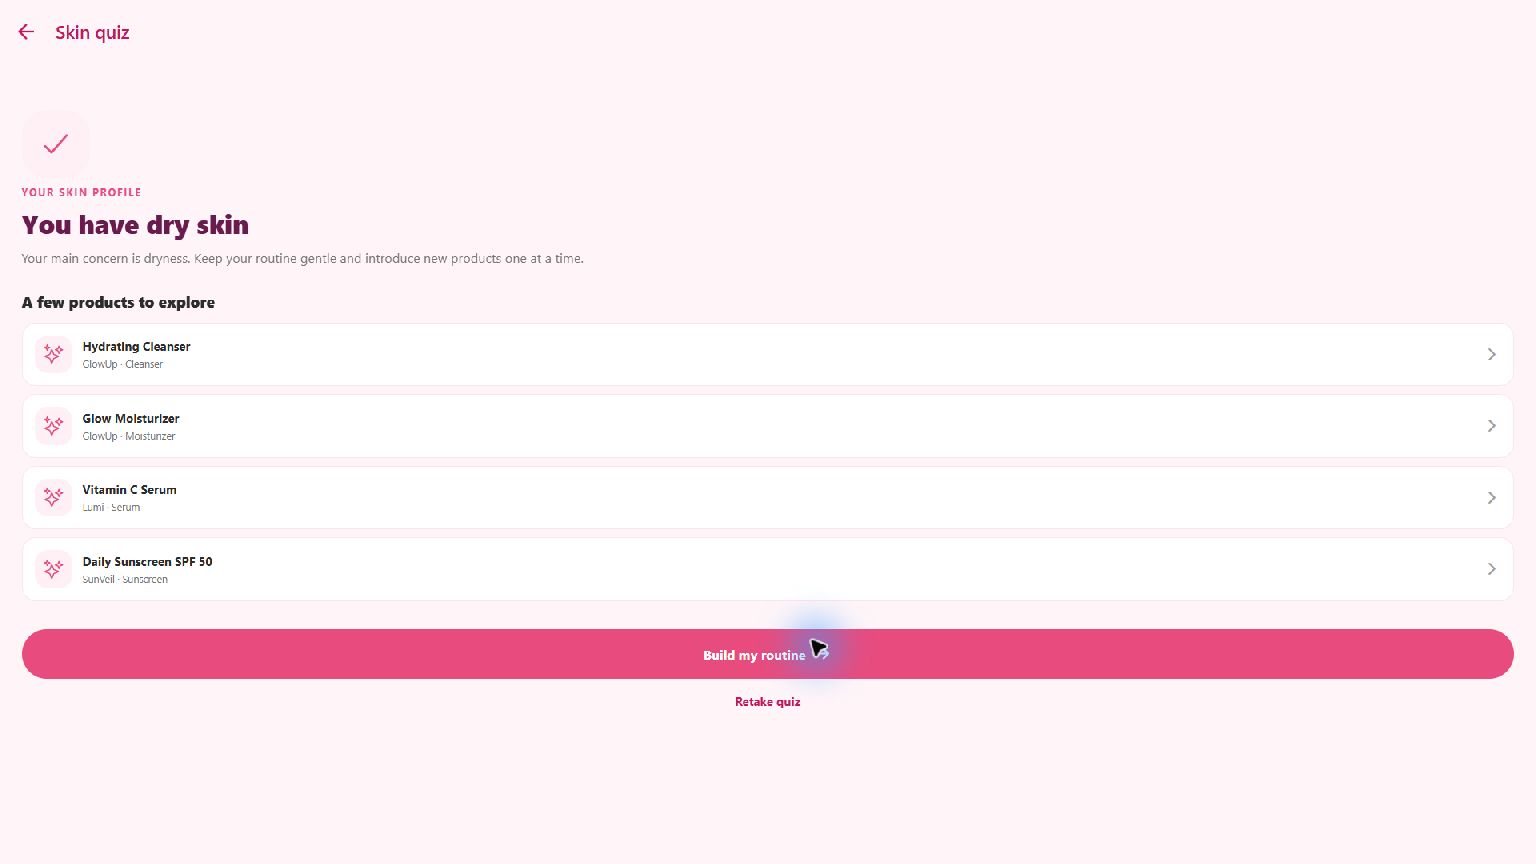 Skin quiz
YOUR SKIN PROFILE
You have dry skin
Your main concern is dryness. Keep your routine gentle and introduce new products one at a time.
A few products to explore
Hydrating Cleanser
GlowUp · Cleanser
Glow Moisturizer
GlowUp · Moisturizer
Vitamin C Serum
Lumi · Serum
Daily Sunscreen SPF 50
SunVeil · Sunscreen
Build my routine
Retake quiz